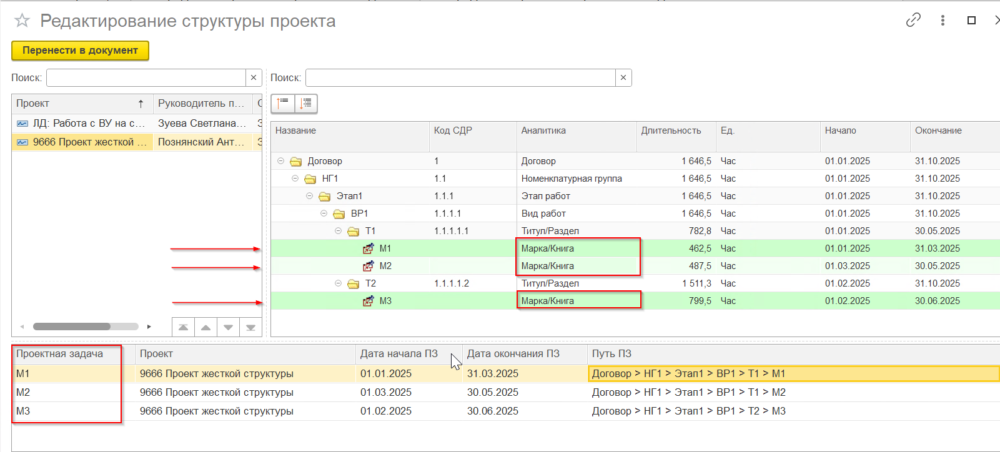 Редактирование структуры проекта
Перенести в документ
Поиск:
Проект Руководитель п...
ЛД: Работа с ВУ на с... Зуева Светлана...
9666 Проект жесткой ... Познянский Ант...
Поиск:
Название Код СДР Аналитика Длительность Ед. Начало Окончание
Договор 1 Договор 1 646,5 Час 01.01.2025 31.10.2025
НГ1 1.1 Номенклатурная группа 1 646,5 Час 01.01.2025 31.10.2025
Этап1 1.1.1 Этап работ 1 646,5 Час 01.01.2025 31.10.2025
ВР1 1.1.1.1 Вид работ 1 646,5 Час 01.01.2025 31.10.2025
Т1 1.1.1.1.1 Титул/Раздел 782,8 Час 01.01.2025 30.05.2025
М1 Марка/Книга 462,5 Час 01.01.2025 31.03.2025
М2 Марка/Книга 487,5 Час 01.03.2025 30.05.2025
Т2 1.1.1.1.2 Титул/Раздел 1 511,3 Час 01.02.2025 31.10.2025
М3 Марка/Книга 799,5 Час 01.02.2025 30.06.2025
Проектная задача Проект Дата начала ПЗ Дата окончания ПЗ Путь ПЗ
М1 9666 Проект жесткой структуры 01.01.2025 31.03.2025 Договор > НГ1 > Этап1 > ВР1 > Т1 > М1
М2 9666 Проект жесткой структуры 01.03.2025 30.05.2025 Договор > НГ1 > Этап1 > ВР1 > Т1 > М2
М3 9666 Проект жесткой структуры 01.02.2025 30.06.2025 Договор > НГ1 > Этап1 > ВР1 > Т2 > М3